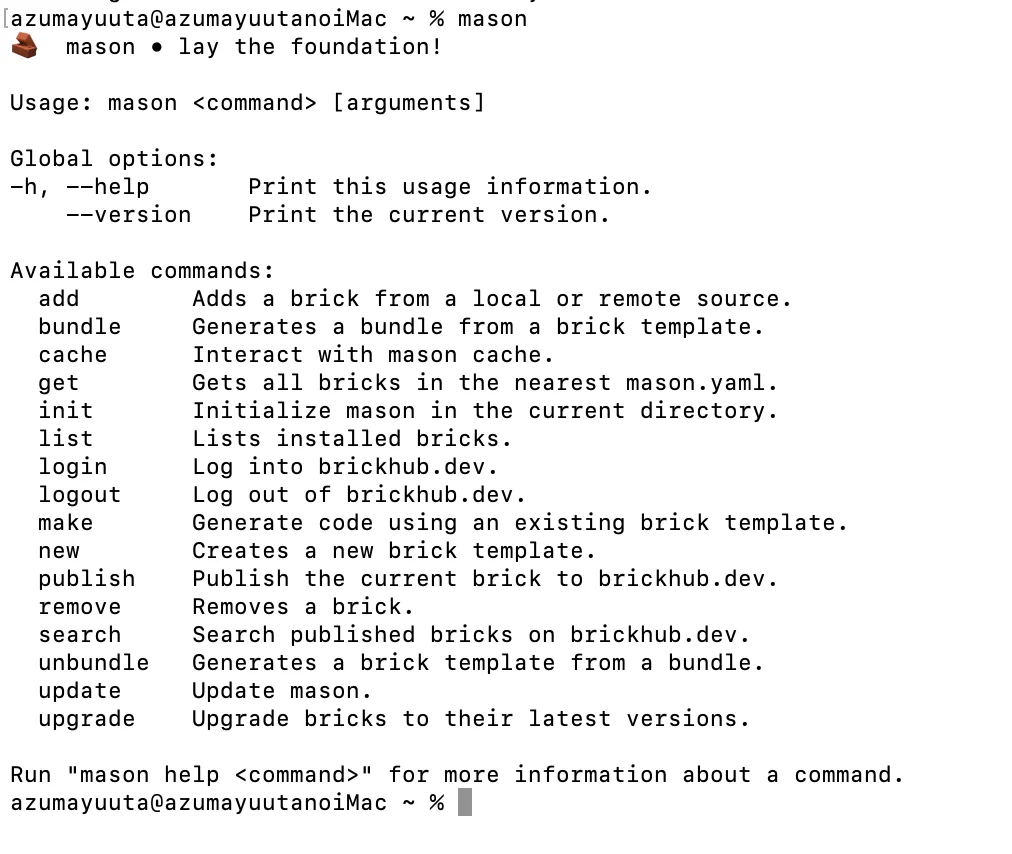 [azumayuuta@azumayuutanoiMac ~ % mason
mason • lay the foundation!
Usage: mason <command> [arguments]
Global options:
-h, --help       Print this usage information.
    --version    Print the current version.
Available commands:
  add        Adds a brick from a local or remote source.
  bundle     Generates a bundle from a brick template.
  cache      Interact with mason cache.
  get        Gets all bricks in the nearest mason.yaml.
  init       Initialize mason in the current directory.
  list       Lists installed bricks.
  login      Log into brickhub.dev.
  logout     Log out of brickhub.dev.
  make       Generate code using an existing brick template.
  new        Creates a new brick template.
  publish    Publish the current brick to brickhub.dev.
  remove     Removes a brick.
  search     Search published bricks on brickhub.dev.
  unbundle   Generates a brick template from a bundle.
  update     Update mason.
  upgrade    Upgrade bricks to their latest versions.
Run "mason help <command>" for more information about a command.
azumayuuta@azumayuutanoiMac ~ %